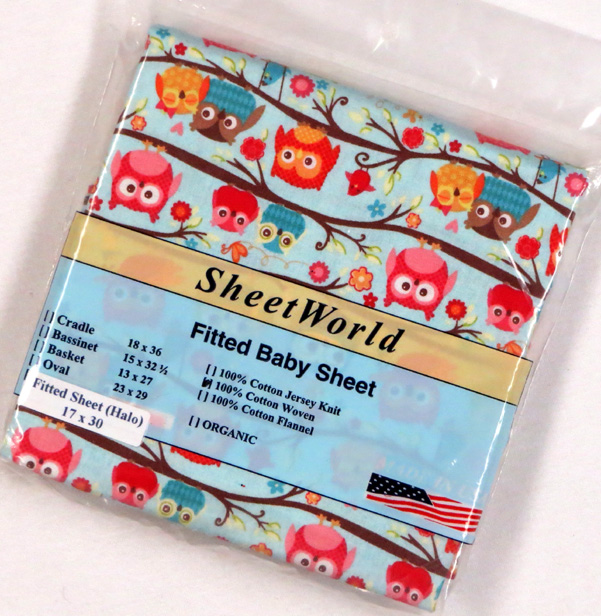 SheetWorld
Fitted Baby Sheet
[ ] Cradle 18 x 36
[ ] Bassinet 15 x 32 ½
[ ] Basket 13 x 27
[ ] Oval 23 x 29
Fitted Sheet (Halo)
17 x 30
[ ] 100% Cotton Jersey Knit
[✓] 100% Cotton Woven
[ ] 100% Cotton Flannel
[ ] ORGANIC